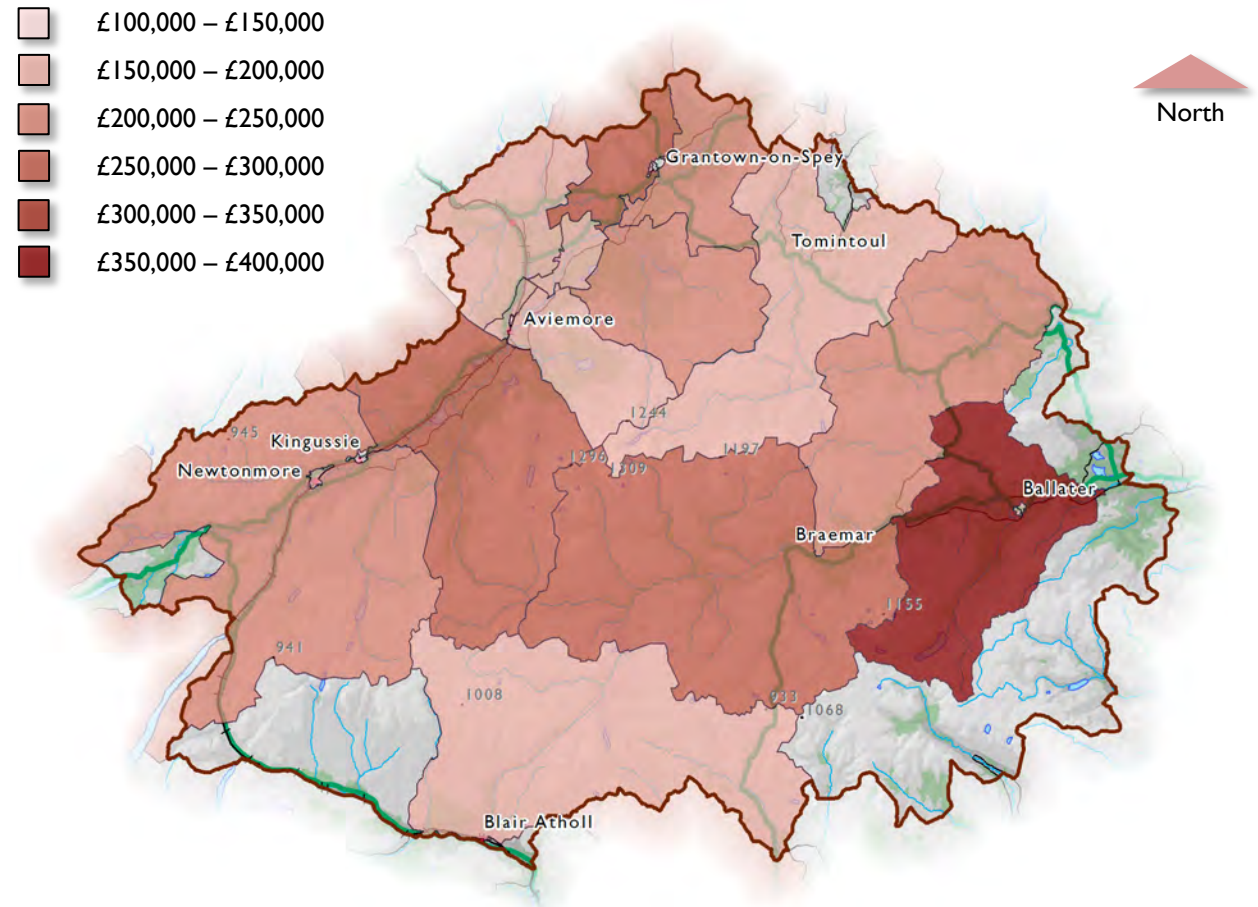 £100,000 – £150,000
£150,000 – £200,000
£200,000 – £250,000
£250,000 – £300,000
£300,000 – £350,000
£350,000 – £400,000
North
Grantown-on-Spey
Tomintoul
Aviemore
1244
945
Kingussie
1197
1296
1309
Newtonmore
Ballater
Braemar
1155
941
1008
933
1068
Blair Atholl